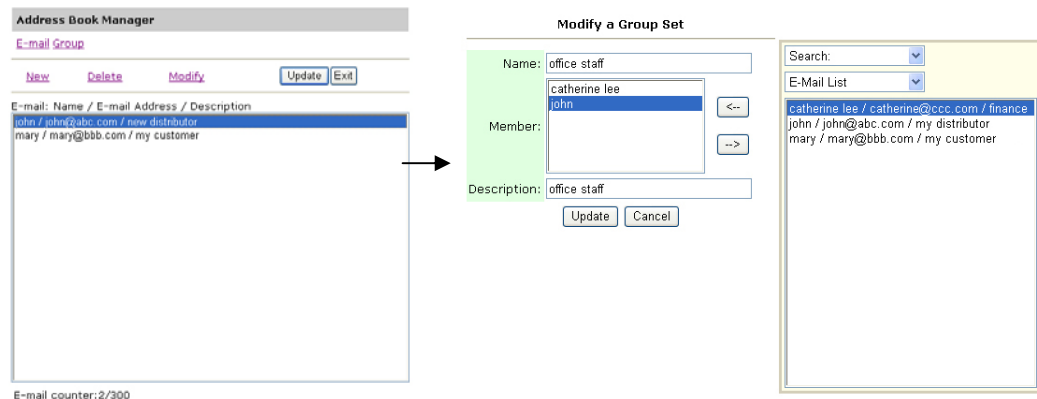 Address Book Manager
E-mail Group
New Delete Modify Update Exit
E-mail: Name / E-mail Address / Description
john / john@abc.com / new distributor
mary / mary@bbb.com / my customer
E-mail counter:2/300
Modify a Group Set
Name: office staff
Member:
catherine lee
john
<--
-->
Description: office staff
Update Cancel
Search:
E-Mail List
catherine lee / catherine@ccc.com / finance
john / john@abc.com / my distributor
mary / mary@bbb.com / my customer